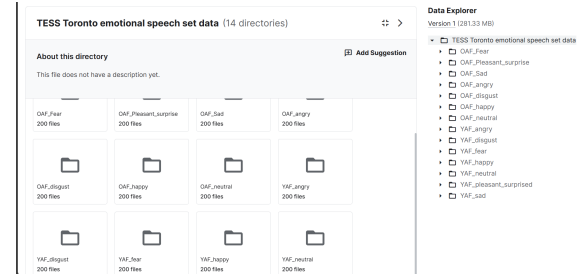 TESS Toronto emotional speech set data (14 directories)
About this directory
Add Suggestion
This file does not have a description yet.
OAF_Fear
200 files
OAF_Pleasant_surprise
200 files
OAF_Sad
200 files
OAF_angry
200 files
OAF_disgust
200 files
OAF_happy
200 files
OAF_neutral
200 files
YAF_angry
200 files
YAF_disgust
200 files
YAF_fear
200 files
YAF_happy
200 files
YAF_neutral
200 files
Data Explorer
Version 1 (281.33 MB)
TESS Toronto emotional speech set data
OAF_Fear
OAF_Pleasant_surprise
OAF_Sad
OAF_angry
OAF_disgust
OAF_happy
OAF_neutral
YAF_angry
YAF_disgust
YAF_fear
YAF_happy
YAF_neutral
YAF_pleasant_surprised
YAF_sad